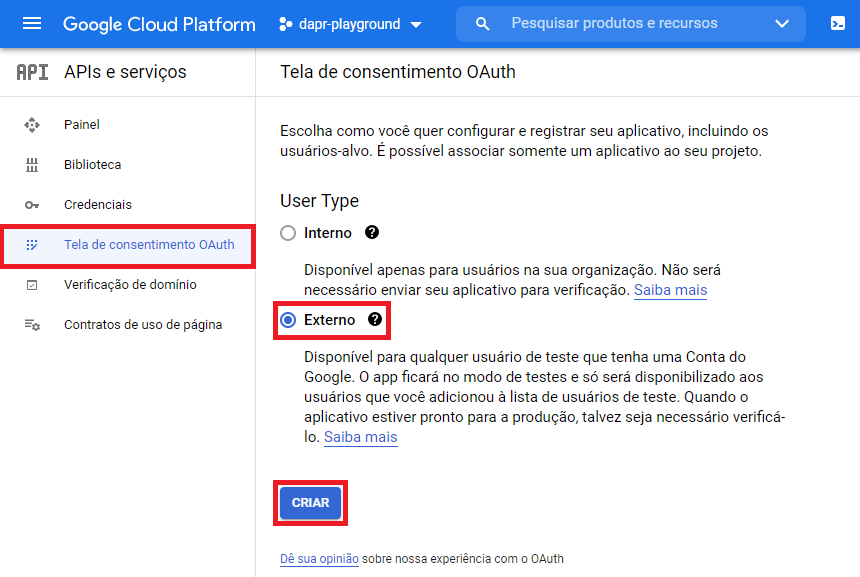 Google Cloud Platform
dapr-playground
Pesquisar produtos e recursos
API
APIs e serviços
Tela de consentimento OAuth
Painel
Biblioteca
Credenciais
Tela de consentimento OAuth
Verificação de domínio
Contratos de uso de página
Escolha como você quer configurar e registrar seu aplicativo, incluindo os
usuários-alvo. É possível associar somente um aplicativo ao seu projeto.
User Type
Interno
Disponível apenas para usuários na sua organização. Não será
necessário enviar seu aplicativo para verificação. Saiba mais
Externo
Disponível para qualquer usuário de teste que tenha uma Conta do
Google. O app ficará no modo de testes e só será disponibilizado aos
usuários que você adicionou à lista de usuários de teste. Quando o
aplicativo estiver pronto para a produção, talvez seja necessário verificá-
lo. Saiba mais
CRIAR
Dê sua opinião sobre nossa experiência com o OAuth